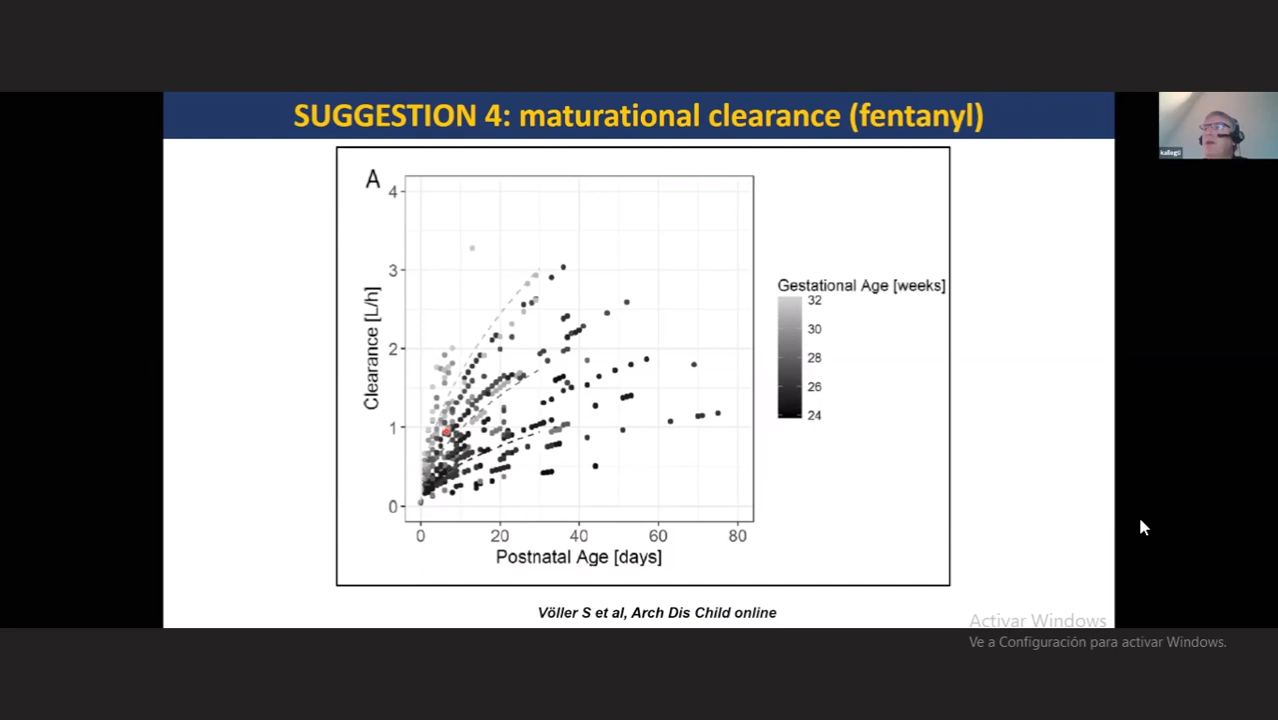 SUGGESTION 4: maturational clearance (fentanyl)
kallegti
A
4
3
2
1
0
Clearance [L/h]
0 20 40 60 80
Postnatal Age [days]
Gestational Age [weeks]
32
30
28
26
24
Völler S et al, Arch Dis Child online
Activar Windows
Ve a Configuración para activar Windows.